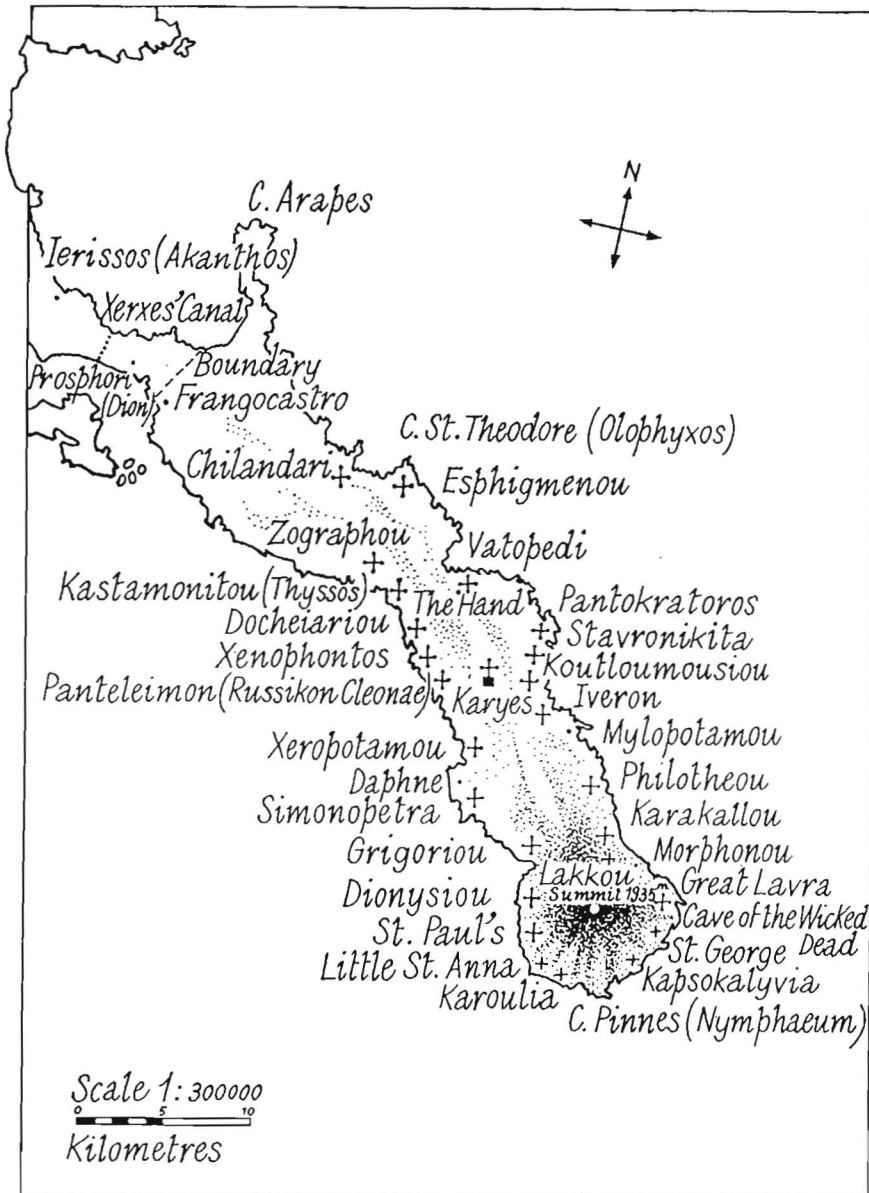 N
C. Arapes
Ierissos (Akanthos)
Xerxes' Canal
Boundary
Prosphori
(Dion)
Frangocastro
C. St. Theodore (Olophyxos)
Chilandari
Esphigmenou
Zographou
Vatopedi
Kastamonitou (Thyssos)
The Hand
Pantokratoros
Docheiariou
Stavronikita
Xenophontos
Koutloumousiou
Panteleimon (Russikon Cleonae)
Karyes
Iveron
Mylopotamou
Xeropotamou
Daphne
Philotheou
Simonopetra
Karakallou
Grigoriou
Morphonou
Lakkou
Great Lavra
Dionysiou
Summit 1935
Cave of the Wicked
Dead
St. Paul's
St. George
Little St. Anna
Kapsokalyvia
Karoulia
C. Pinnes (Nymphaeum)
Scale 1: 300000
0 5 10
Kilometres